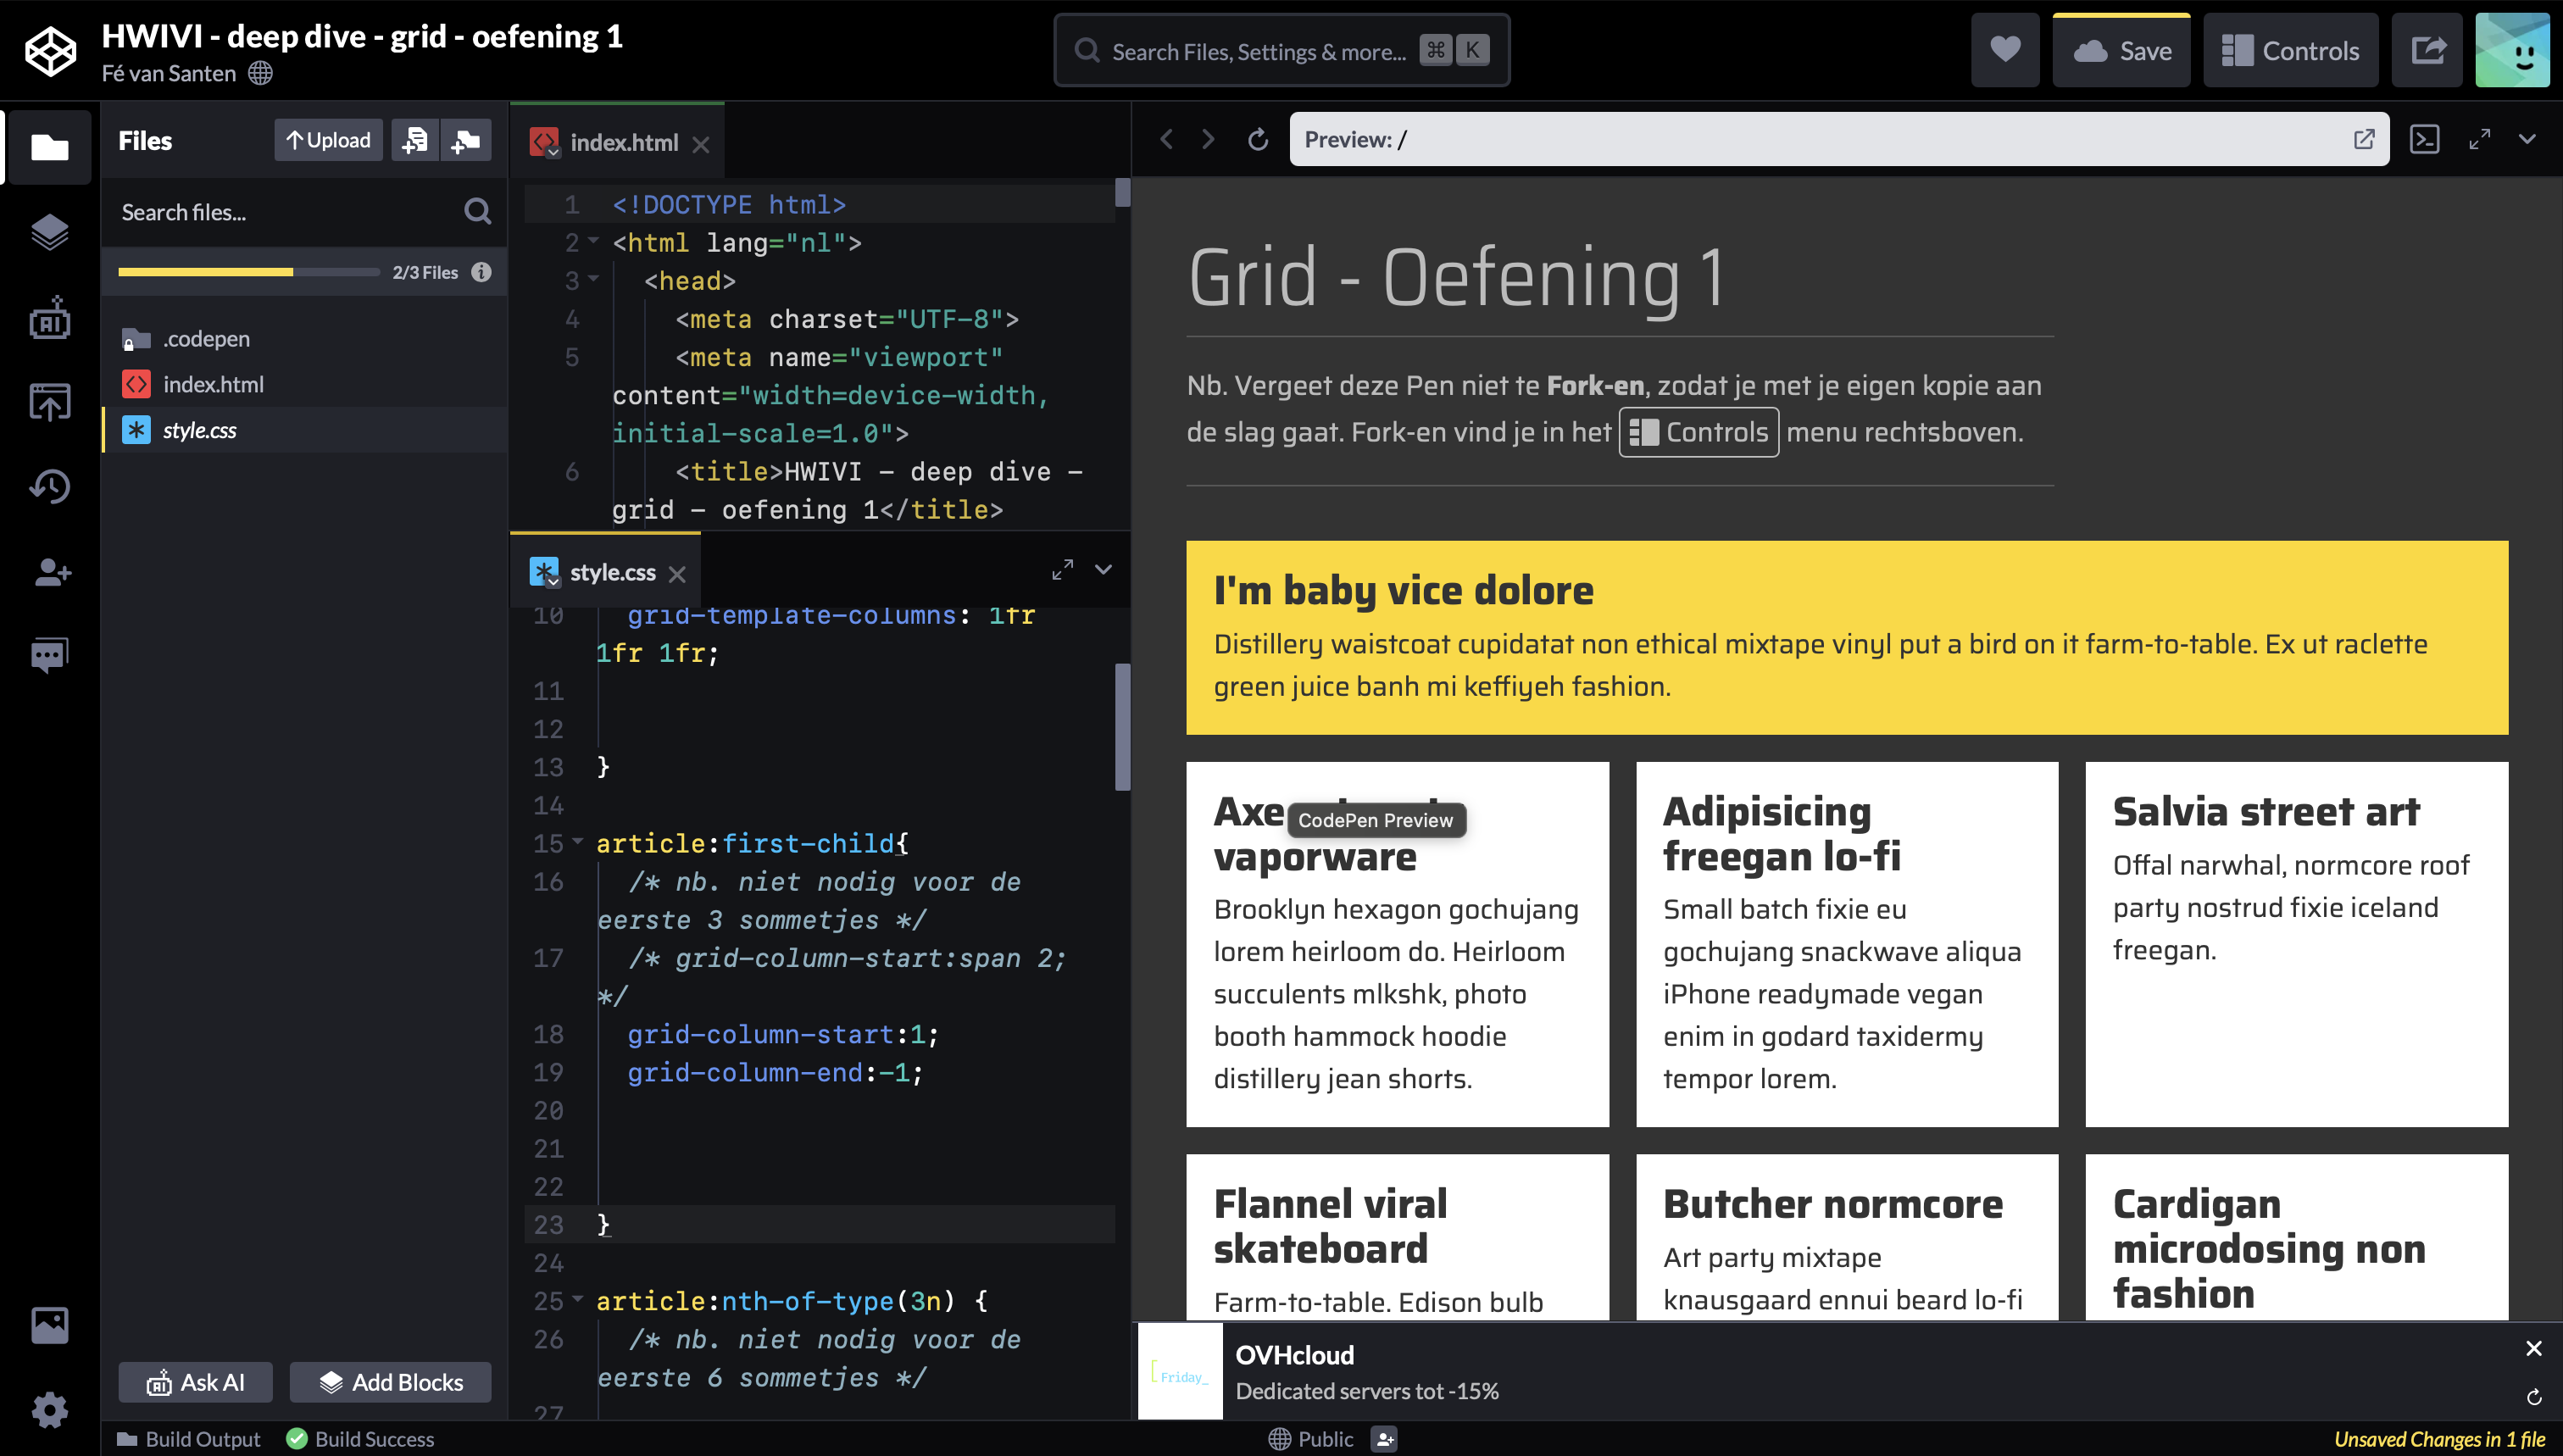 HWIVI - deep dive - grid - oefening 1
Fé van Santen
Search Files, Settings & more... ⌘ K
Save
Controls
Files
Upload
Search files...
2/3 Files
.codepen
index.html
style.css
Ask AI
Add Blocks
index.html
1 <!DOCTYPE html>
2 <html lang="nl">
3 <head>
4 <meta charset="UTF-8">
5 <meta name="viewport"
content="width=device-width,
initial-scale=1.0">
6 <title>HWIVI - deep dive -
grid - oefening 1</title>
style.css
10 grid-template-columns: 1fr
1fr 1fr;
11
12
13 }
14
15 article:first-child{
16 /* nb. niet nodig voor de
eerste 3 sommetjes */
17 /* grid-column-start:span 2;
*/
18 grid-column-start:1;
19 grid-column-end:-1;
20
21
22
23 }
24
25 article:nth-of-type(3n) {
26 /* nb. niet nodig voor de
eerste 6 sommetjes */
27
Preview: /
Grid - Oefening 1
Nb. Vergeet deze Pen niet te Fork-en, zodat je met je eigen kopie aan
de slag gaat. Fork-en vind je in het Controls menu rechtsboven.
I'm baby vice dolore
Distillery waistcoat cupidatat non ethical mixtape vinyl put a bird on it farm-to-table. Ex ut raclette
green juice banh mi keffiyeh fashion.
Axe
CodePen Preview
vaporware
Brooklyn hexagon gochujang
lorem heirloom do. Heirloom
succulents mlkshk, photo
booth hammock hoodie
distillery jean shorts.
Adipisicing
freegan lo-fi
Small batch fixie eu
gochujang snackwave aliqua
iPhone readymade vegan
enim in godard taxidermy
tempor lorem.
Salvia street art
Offal narwhal, normcore roof
party nostrud fixie iceland
freegan.
Flannel viral
skateboard
Farm-to-table. Edison bulb
Butcher normcore
Art party mixtape
knausgaard ennui beard lo-fi
Cardigan
microdosing non
fashion
[Friday_
OVHcloud
Dedicated servers tot -15%
Build Output
Build Success
Public
Unsaved Changes in 1 file